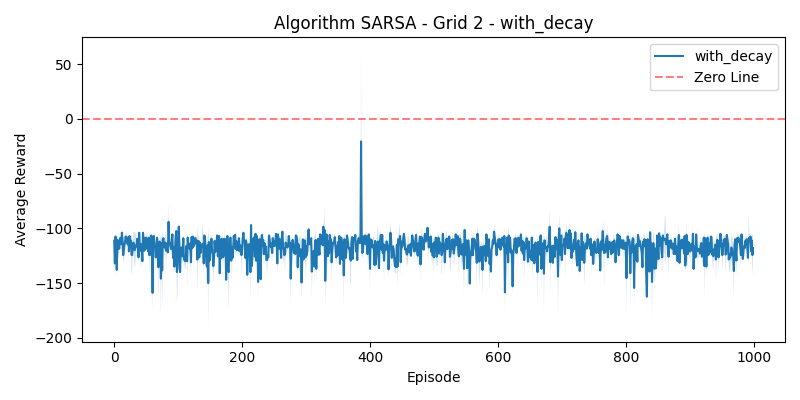 Algorithm SARSA - Grid 2 - with_decay
with_decay
Zero Line
50
0
−50
−100
−150
−200
Average Reward
0
200
400
600
800
1000
Episode